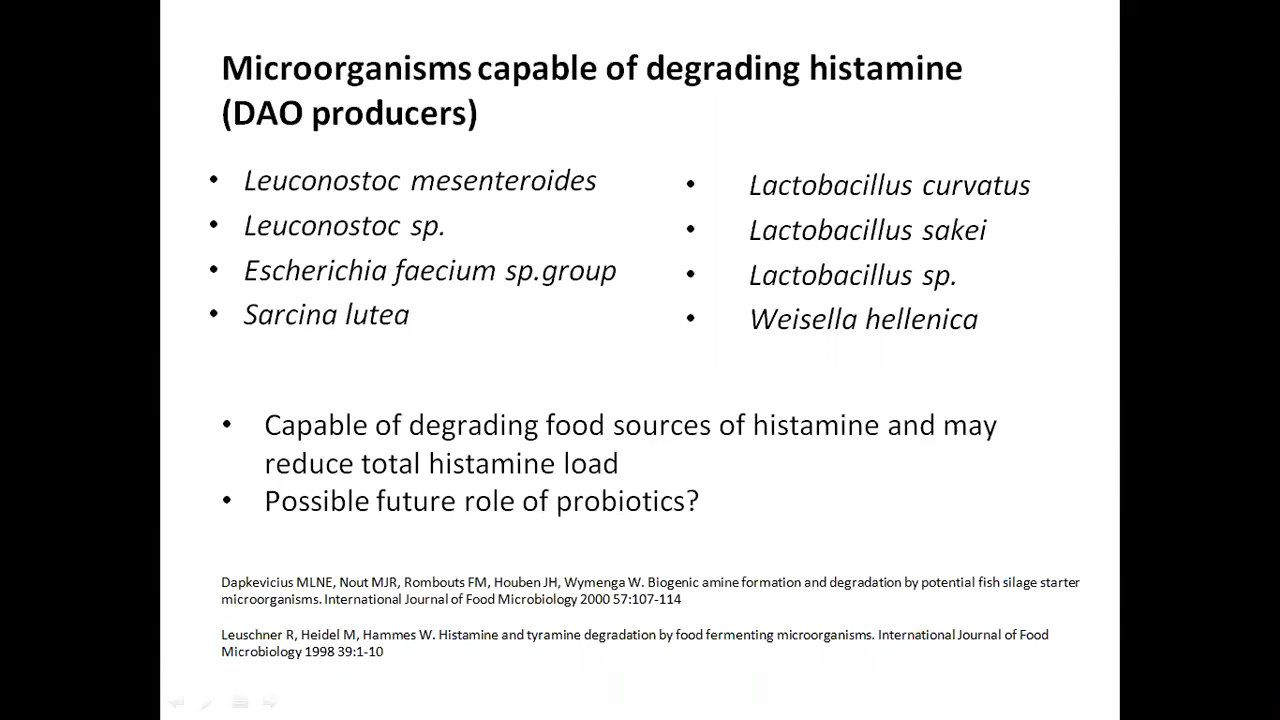 Microorganisms capable of degrading histamine
(DAO producers)
• Leuconostoc mesenteroides
• Leuconostoc sp.
• Escherichia faecium sp.group
• Sarcina lutea
• Lactobacillus curvatus
• Lactobacillus sakei
• Lactobacillus sp.
• Weisella hellenica
• Capable of degrading food sources of histamine and may
reduce total histamine load
• Possible future role of probiotics?
Dapkevicius MLNE, Nout MJR, Rombouts FM, Houben JH, Wymenga W. Biogenic amine formation and degradation by potential fish silage starter
microorganisms. International Journal of Food Microbiology 2000 57:107-114
Leuschner R, Heidel M, Hammes W. Histamine and tyramine degradation by food fermenting microorganisms. International Journal of Food
Microbiology 1998 39:1-10